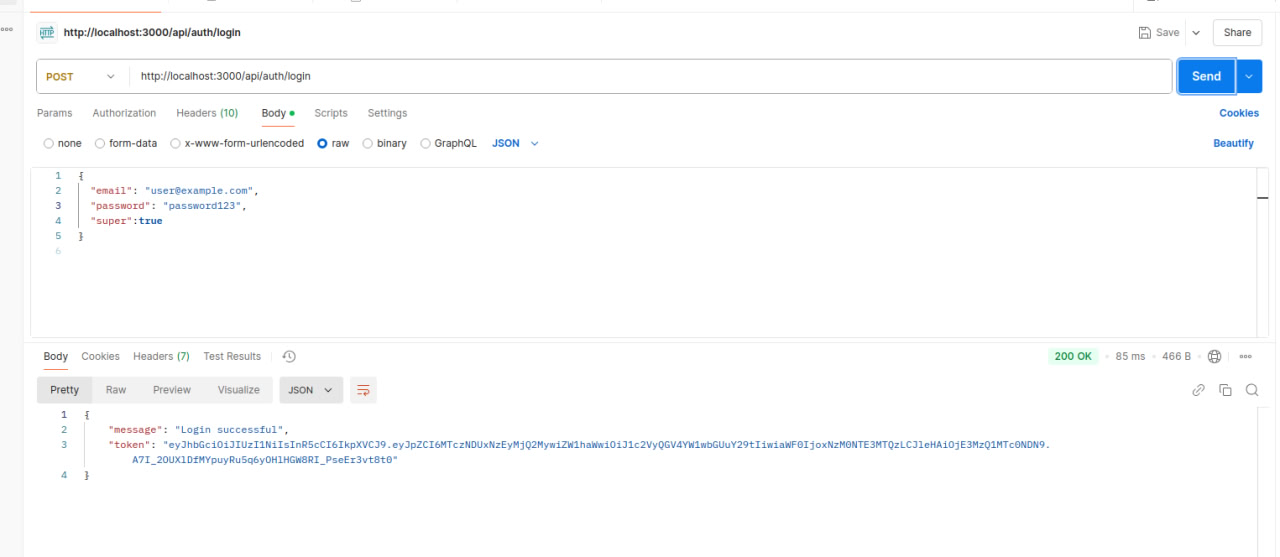 HTTP http://localhost:3000/api/auth/login Save Share
POST http://localhost:3000/api/auth/login Send
Params Authorization Headers (10) Body Scripts Settings Cookies
none form-data x-www-form-urlencoded raw binary GraphQL JSON Beautify
1 {
2 "email": "user@example.com",
3 "password": "password123",
4 "super":true
5 }
6
Body Cookies Headers (7) Test Results 200 OK 85 ms 466 B
Pretty Raw Preview Visualize JSON
1 {
2 "message": "Login successful",
3 "token": "eyJhbGciOiJIUzI1NiIsInR5cCI6IkpXVCJ9.eyJpZCI6MTczNDUxNzEyMjQ2MywiZW1haWwiOiJ1c2VyQGV4YW1wbGUuY29tIiwiaWF0IjoxNzM0NTE3MTQzLCJleHAiOjE3MzQ1MTc0NDN9.
A7I_2OUXlDfMYpuyRu5q6yOHlHGW8RI_PseEr3vt8t0"
4 }